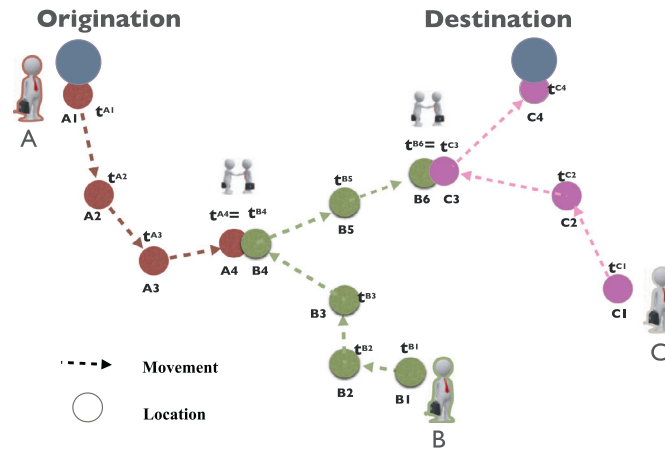 Origination
Destination
A
A1
tA1
A2
tA2
A3
tA3
A4
tA4=
tB4
B4
B5
tB5
B6
tB6=
tC3
C3
C4
tC4
C2
tC2
C1
tC1
C
B3
tB3
B2
tB2
B1
tB1
B
Movement
Location